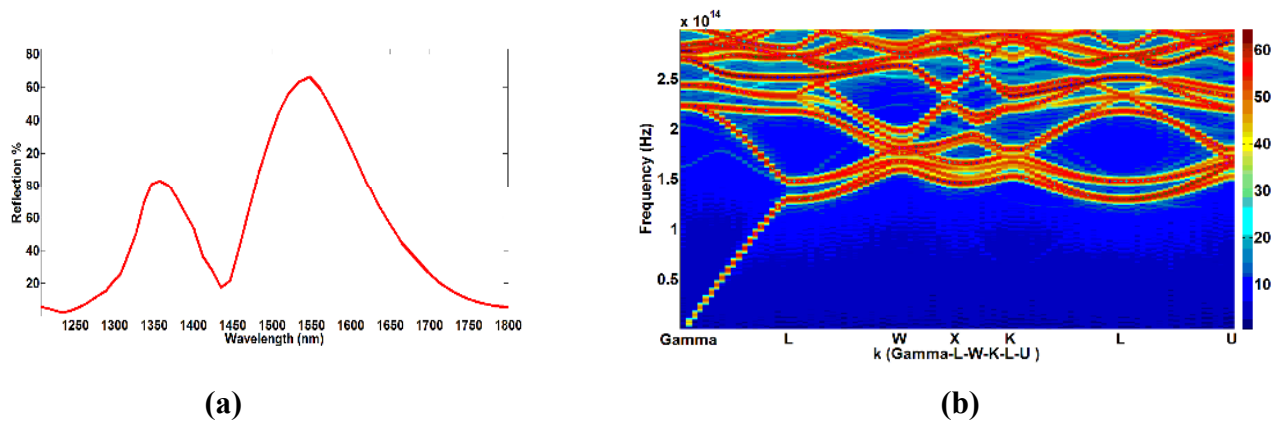 80
60
20
80
60
40
20
Reflection %
1250 1300 1350 1400 1450 1500 1550 1600 1650 1700 1750 1800
Wavelength (nm)
(a)
x 10^14
2.5
2
1.5
1
0.5
Frequency (Hz)
Gamma L W X K L U
k (Gamma-L-W-K-L-U )
60
50
40
30
20
10
(b)